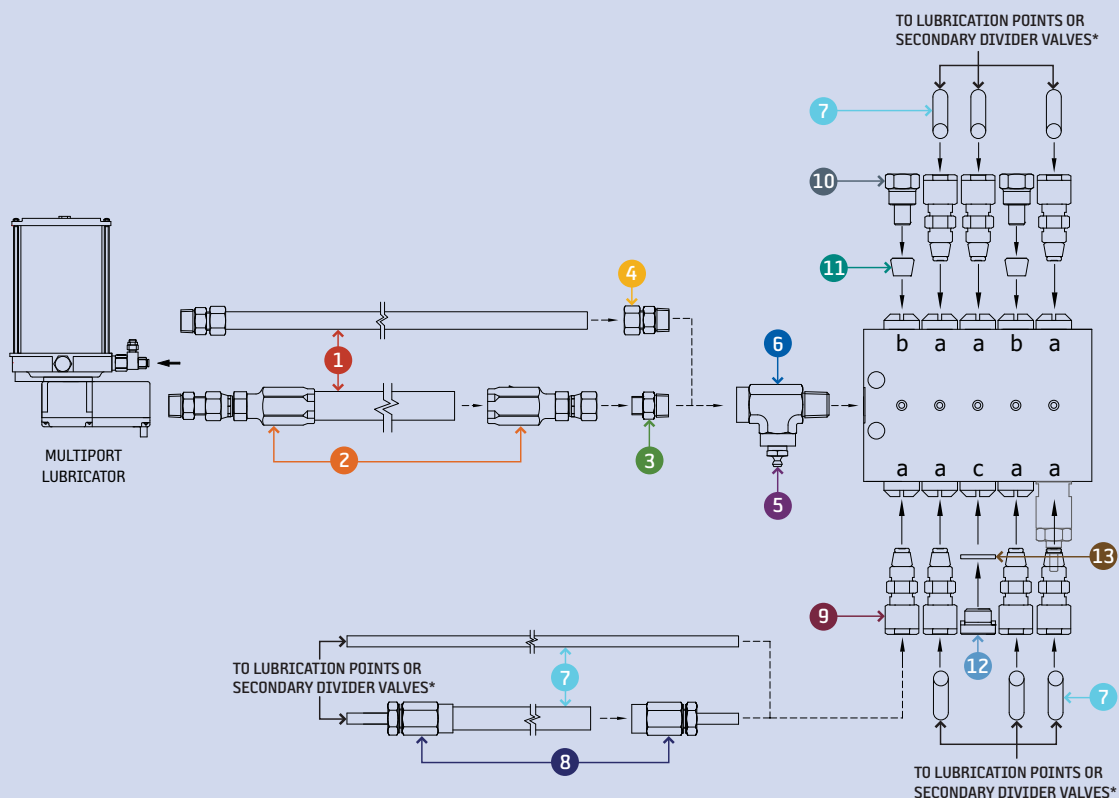 TO LUBRICATION POINTS OR
SECONDARY DIVIDER VALVES*
7
10
11
4
6
1
MULTIPORT
LUBRICATOR
2
3
5
b a a b a
a a c a a
13
9
12
TO LUBRICATION POINTS OR
SECONDARY DIVIDER VALVES*
7
7
8
TO LUBRICATION POINTS OR
SECONDARY DIVIDER VALVES*